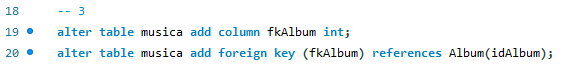 18 -- 3
19 alter table musica add column fkAlbum int;
20 alter table musica add foreign key (fkAlbum) references Album(idAlbum);